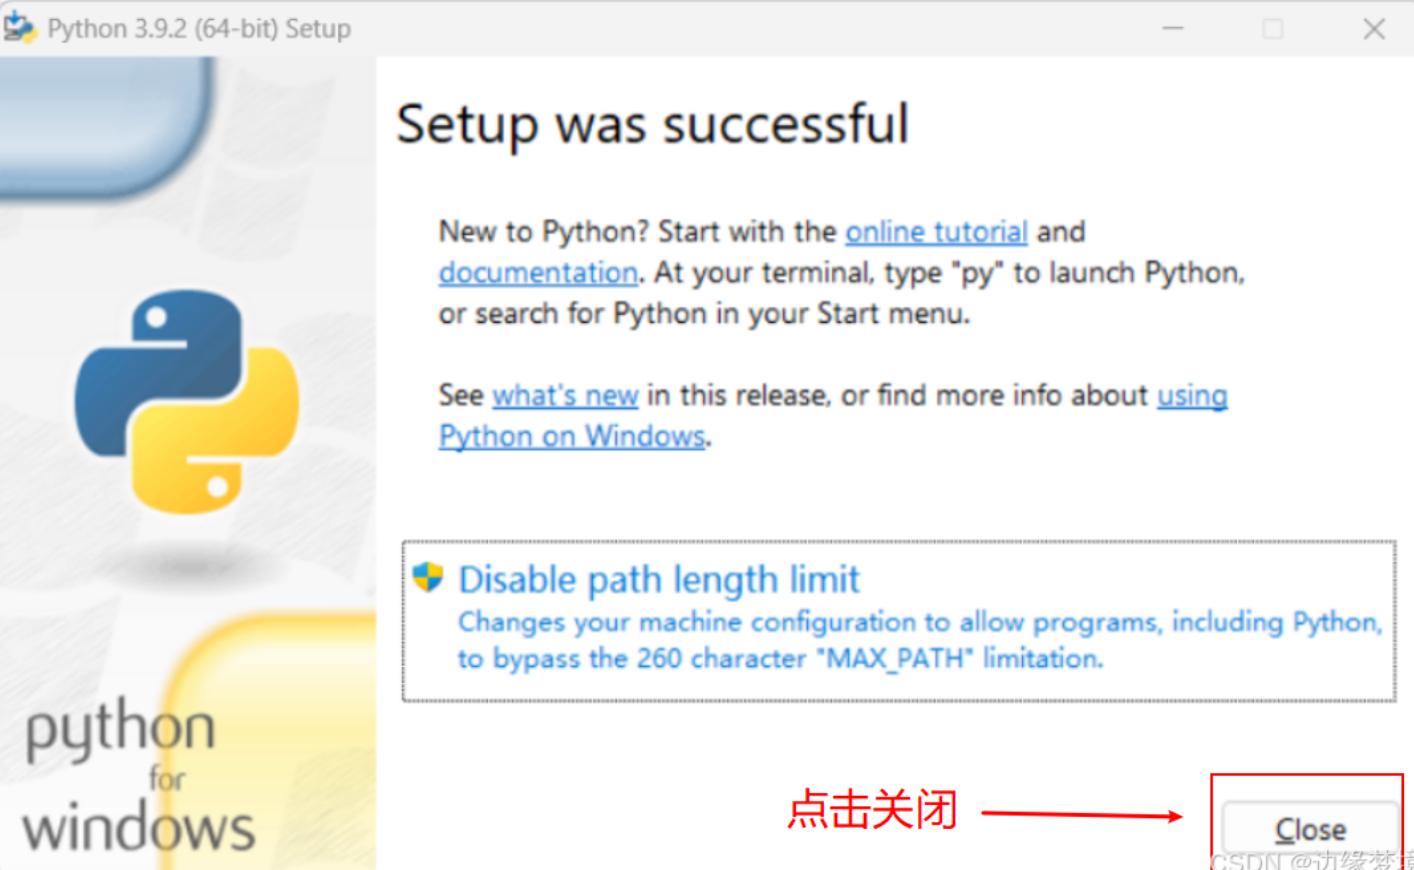 Python 3.9.2 (64-bit) Setup
Setup was successful
New to Python? Start with the online tutorial and
documentation. At your terminal, type "py" to launch Python,
or search for Python in your Start menu.
See what's new in this release, or find more info about using
Python on Windows.
Disable path length limit
Changes your machine configuration to allow programs, including Python,
to bypass the 260 character "MAX_PATH" limitation.
python
for
windows
点击关闭
Close
CSDN @边缘梦